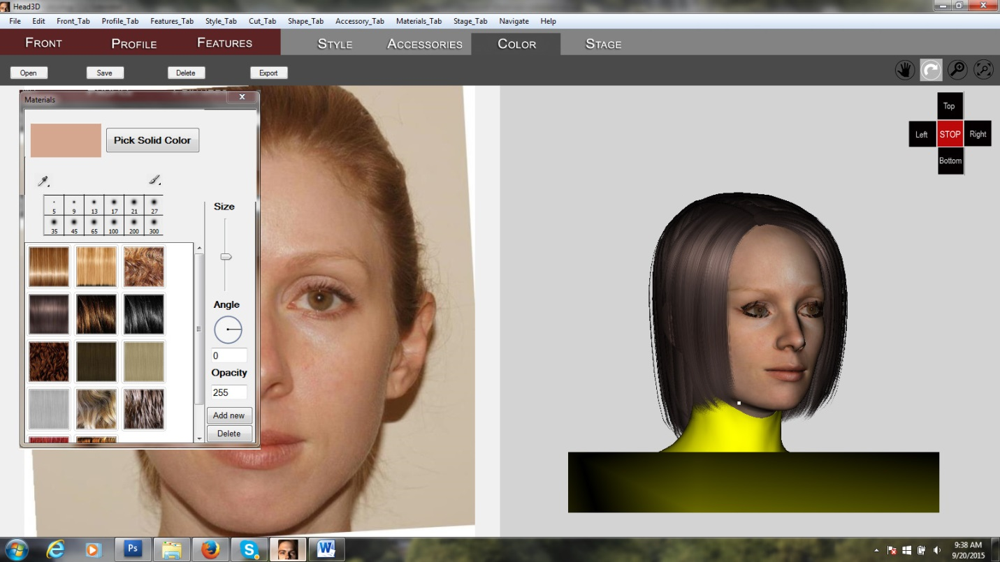 Head3D
File Edit Front_Tab Profile_Tab Features_Tab Style_Tab Cut_Tab Shape_Tab Accessory_Tab Materials_Tab Stage_Tab Navigate Help
FRONT PROFILE FEATURES STYLE ACCESSORIES COLOR STAGE
Open Save Delete Export
Materials
Pick Solid Color
5 9 13 17 21 27
35 45 65 100 200 300
Size
Angle
0
Opacity
255
Add new
Delete
Top
Left STOP Right
Bottom
Ps
S
W
9:38 AM
9/20/2015